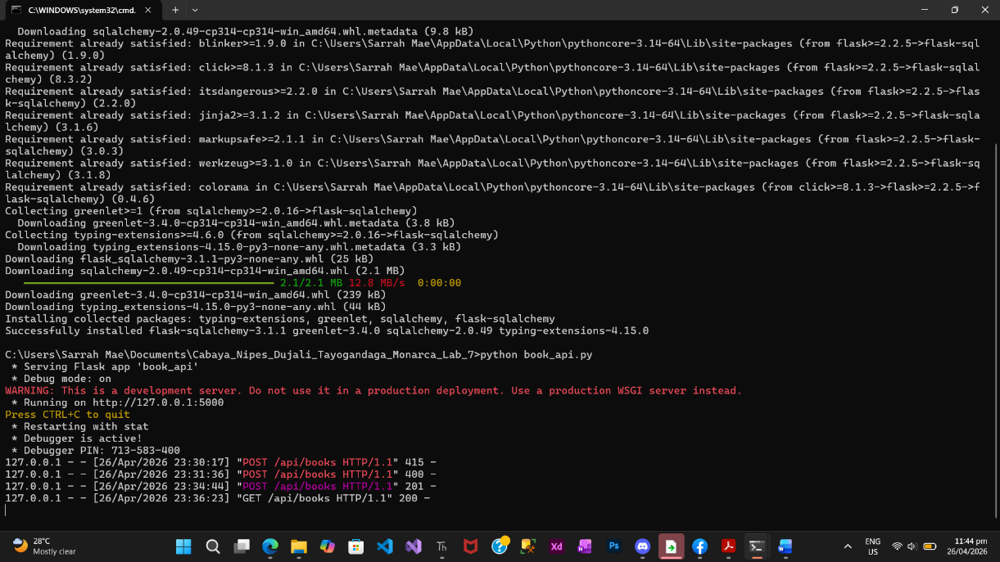 C:\WINDOWS\system32\cmd.
Downloading sqlalchemy-2.0.49-cp314-cp314-win_amd64.whl.metadata (9.8 kB)
Requirement already satisfied: blinker>=1.9.0 in C:\Users\Sarrah Mae\AppData\Local\Python\pythoncore-3.14-64\Lib\site-packages (from flask>=2.2.5->flask-sql
alchemy) (1.9.0)
Requirement already satisfied: click>=8.1.3 in C:\Users\Sarrah Mae\AppData\Local\Python\pythoncore-3.14-64\Lib\site-packages (from flask>=2.2.5->flask-sqlal
chemy) (8.3.2)
Requirement already satisfied: itsdangerous>=2.2.0 in C:\Users\Sarrah Mae\AppData\Local\Python\pythoncore-3.14-64\Lib\site-packages (from flask>=2.2.5->flas
k-sqlalchemy) (2.2.0)
Requirement already satisfied: jinja2>=3.1.2 in C:\Users\Sarrah Mae\AppData\Local\Python\pythoncore-3.14-64\Lib\site-packages (from flask>=2.2.5->flask-sqla
lchemy) (3.1.6)
Requirement already satisfied: markupsafe>=2.1.1 in C:\Users\Sarrah Mae\AppData\Local\Python\pythoncore-3.14-64\Lib\site-packages (from flask>=2.2.5->flask-
sqlalchemy) (3.0.3)
Requirement already satisfied: werkzeug>=3.1.0 in C:\Users\Sarrah Mae\AppData\Local\Python\pythoncore-3.14-64\Lib\site-packages (from flask>=2.2.5->flask-sq
lalchemy) (3.1.8)
Requirement already satisfied: colorama in C:\Users\Sarrah Mae\AppData\Local\Python\pythoncore-3.14-64\Lib\site-packages (from click>=8.1.3->flask>=2.2.5->f
lask-sqlalchemy) (0.4.6)
Collecting greenlet>=1 (from sqlalchemy>=2.0.16->flask-sqlalchemy)
Downloading greenlet-3.4.0-cp314-cp314-win_amd64.whl.metadata (3.8 kB)
Collecting typing-extensions>=4.6.0 (from sqlalchemy>=2.0.16->flask-sqlalchemy)
Downloading typing_extensions-4.15.0-py3-none-any.whl.metadata (3.3 kB)
Downloading flask_sqlalchemy-3.1.1-py3-none-any.whl (25 kB)
Downloading sqlalchemy-2.0.49-cp314-cp314-win_amd64.whl (2.1 MB)
2.1/2.1 MB 12.8 MB/s 0:00:00
Downloading greenlet-3.4.0-cp314-cp314-win_amd64.whl (239 kB)
Downloading typing_extensions-4.15.0-py3-none-any.whl (44 kB)
Installing collected packages: typing-extensions, greenlet, sqlalchemy, flask-sqlalchemy
Successfully installed flask-sqlalchemy-3.1.1 greenlet-3.4.0 sqlalchemy-2.0.49 typing-extensions-4.15.0
C:\Users\Sarrah Mae\Documents\Cabaya_Nipes_Dujali_Tayogandaga_Monarca_Lab_7>python book_api.py
* Serving Flask app 'book_api'
* Debug mode: on
WARNING: This is a development server. Do not use it in a production deployment. Use a production WSGI server instead.
* Running on http://127.0.0.1:5000
Press CTRL+C to quit
* Restarting with stat
* Debugger is active!
* Debugger PIN: 713-583-400
127.0.0.1 - - [26/Apr/2026 23:30:17] "POST /api/books HTTP/1.1" 415 -
127.0.0.1 - - [26/Apr/2026 23:31:36] "POST /api/books HTTP/1.1" 400 -
127.0.0.1 - - [26/Apr/2026 23:34:44] "POST /api/books HTTP/1.1" 201 -
127.0.0.1 - - [26/Apr/2026 23:36:23] "GET /api/books HTTP/1.1" 200 -
28°C
Mostly clear
Th
Xd
N
Ps
W
ENG
US
11:44 pm
26/04/2026